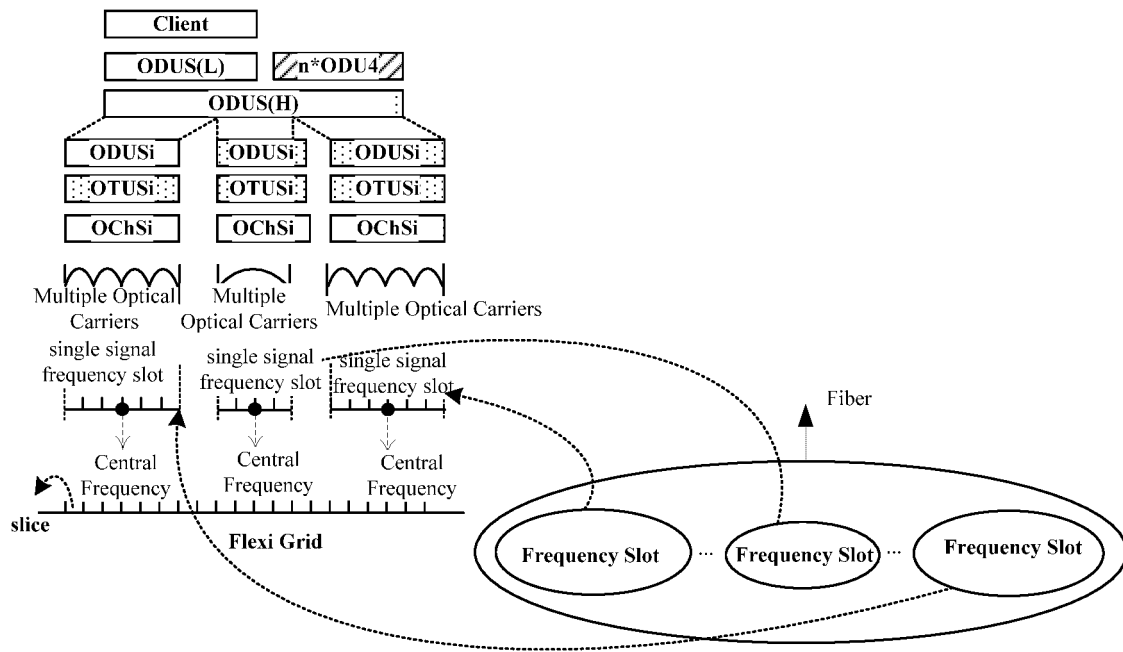 Client
ODUS(L)
n*ODU4
ODUS(H)
ODUSi
ODUSi
ODUSi
OTUSi
OTUSi
OTUSi
OChSi
OChSi
OChSi
Multiple Optical
Carriers
Multiple
Optical Carriers
Multiple Optical Carriers
single signal
frequency slot
single signal
frequency slot
single signal
frequency slot
Fiber
Central
Frequency
Central
Frequency
Central
Frequency
slice
Flexi Grid
Frequency Slot
...
Frequency Slot
...
Frequency Slot